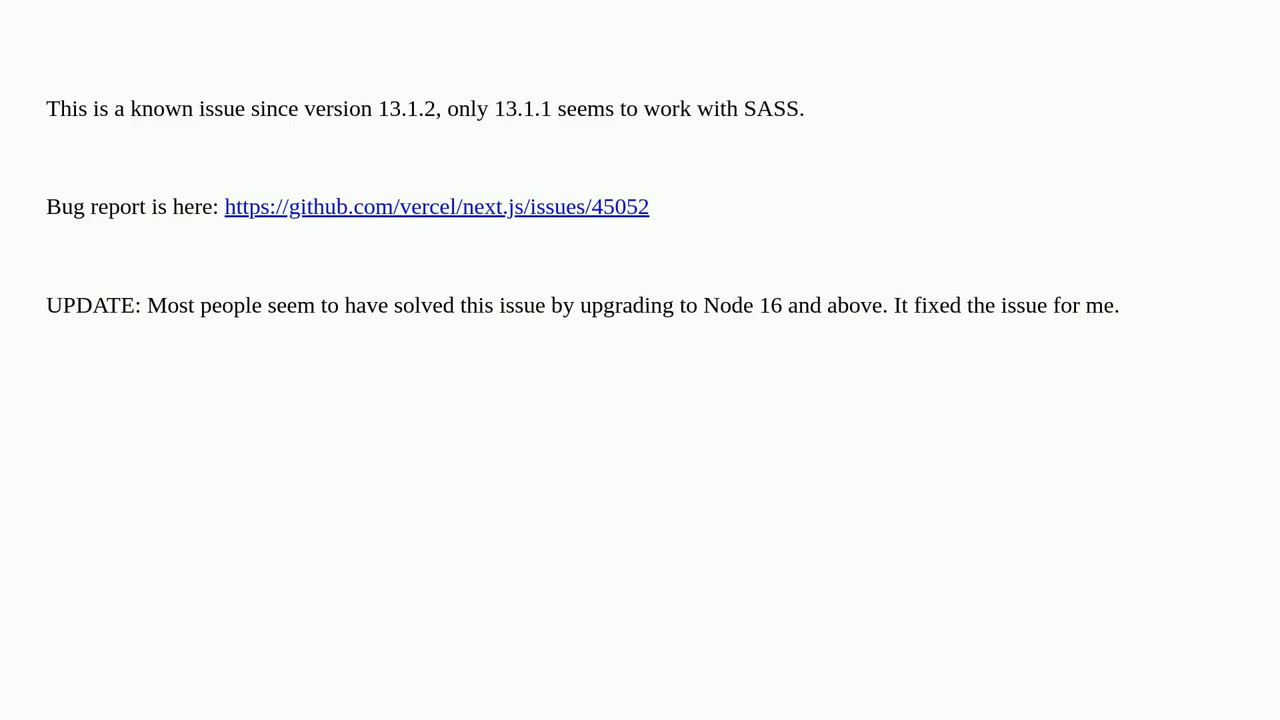 This is a known issue since version 13.1.2, only 13.1.1 seems to work with SASS.
Bug report is here: https://github.com/vercel/next.js/issues/45052
UPDATE: Most people seem to have solved this issue by upgrading to Node 16 and above. It fixed the issue for me.